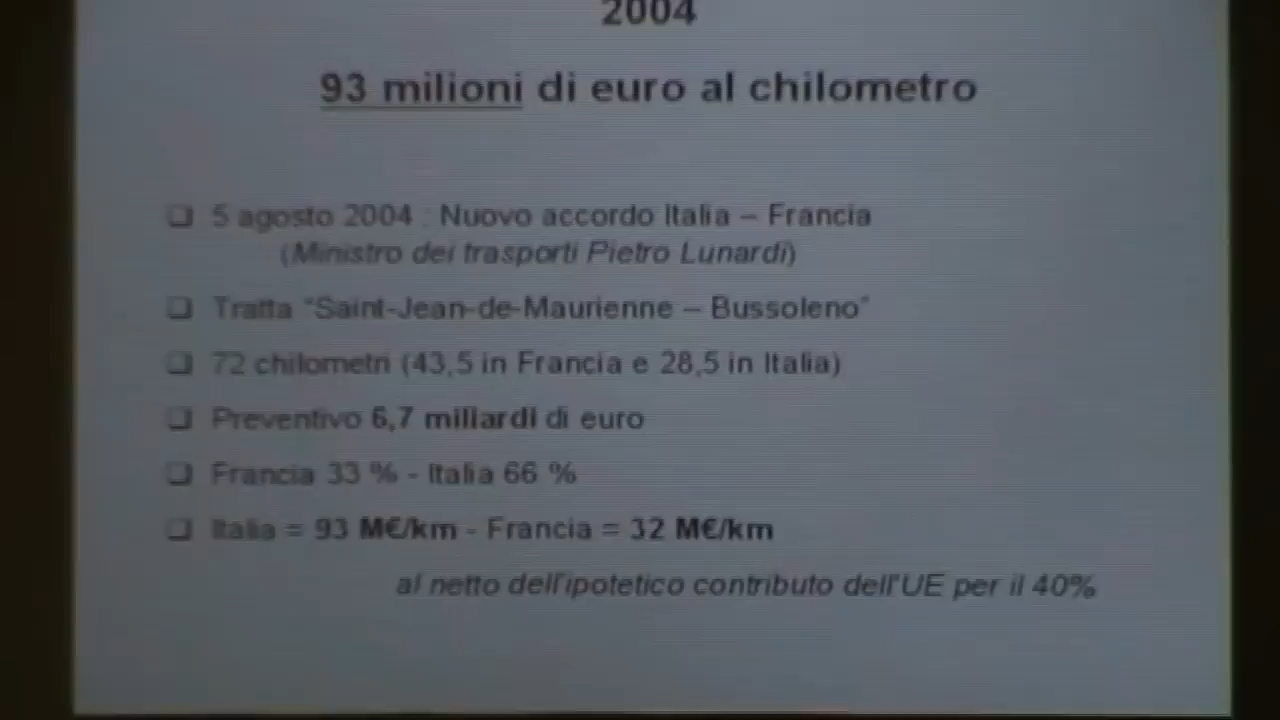 2004
93 milioni di euro al chilometro
❑ 5 agosto 2004 : Nuovo accordo Italia – Francia
(Ministro dei trasporti Pietro Lunardi)
❑ Tratta "Saint-Jean-de-Maurienne – Bussoleno"
❑ 72 chilometri (43,5 in Francia e 28,5 in Italia)
❑ Preventivo 6,7 miliardi di euro
❑ Francia 33 % - Italia 66 %
❑ Italia = 93 M€/km - Francia = 32 M€/km
al netto dell'ipotetico contributo dell'UE per il 40%